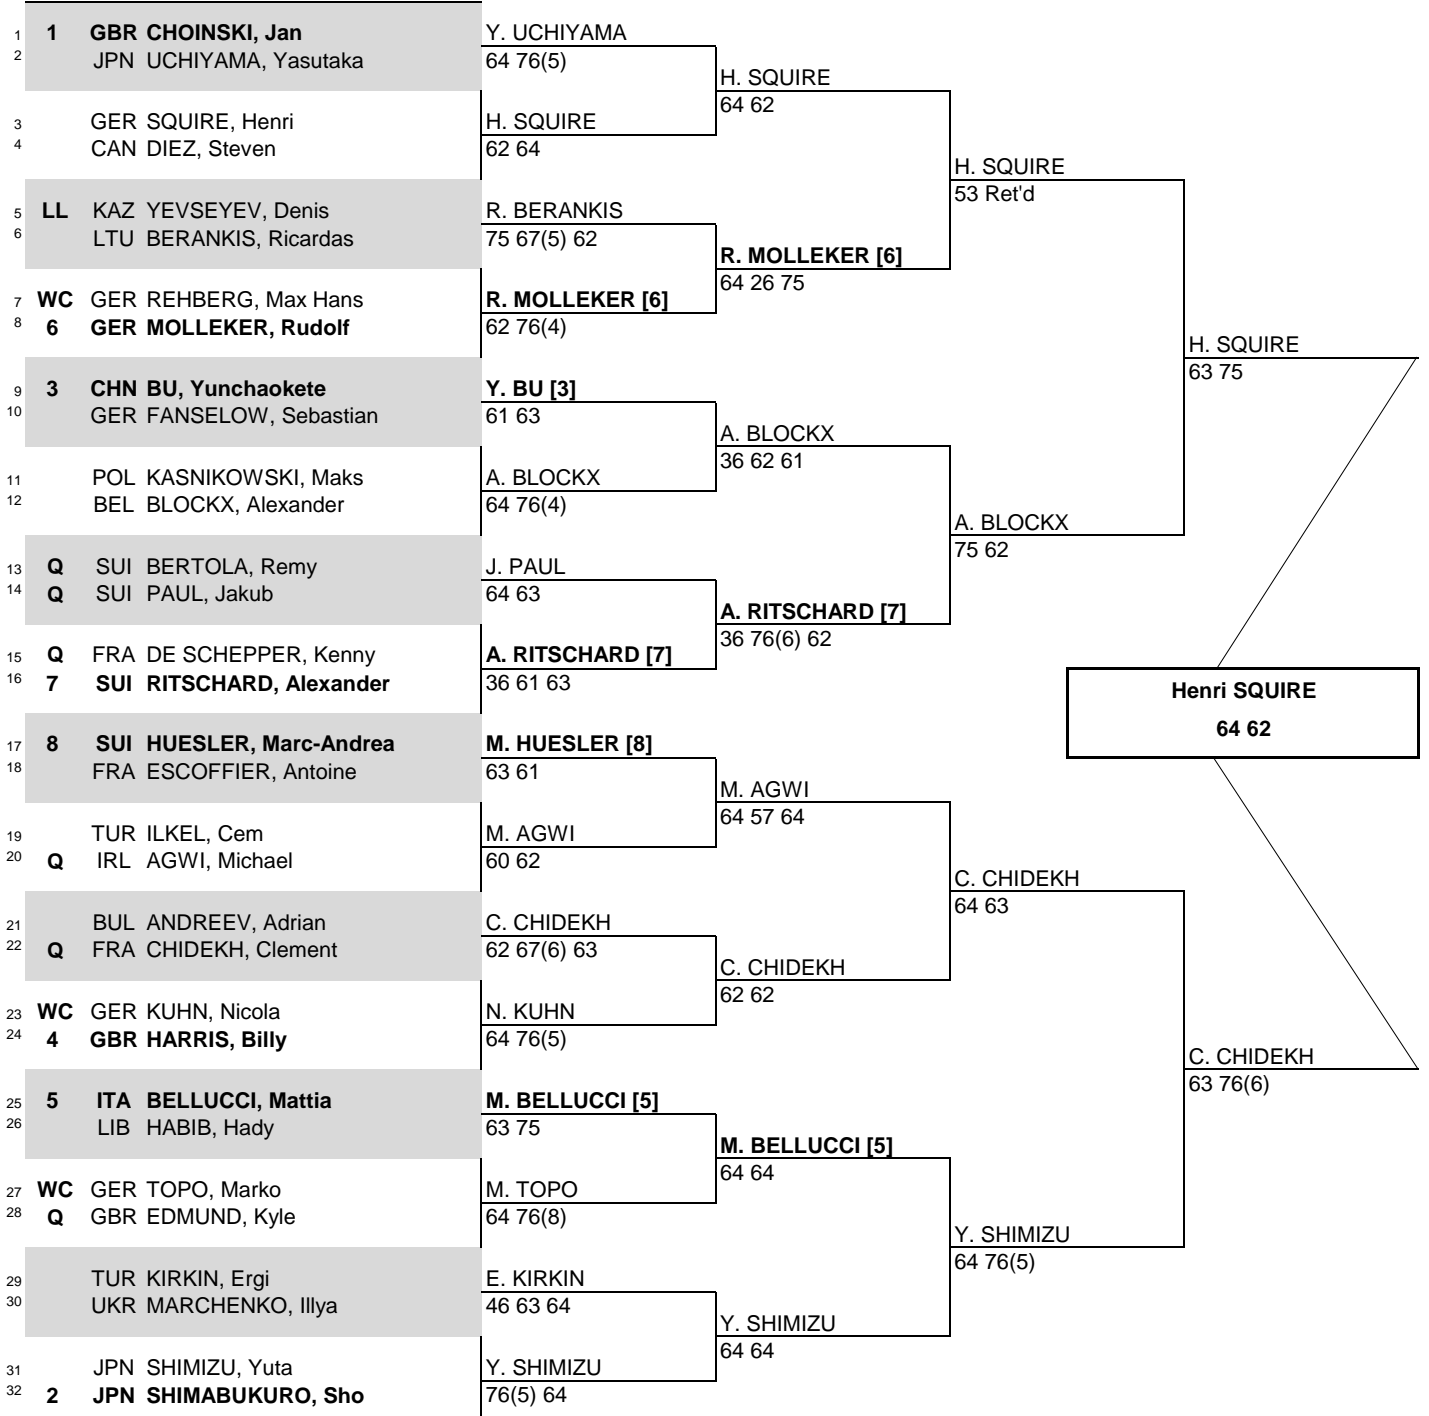 1 1 GBR CHOINSKI, Jan
2 JPN UCHIYAMA, Yasutaka
3 GER SQUIRE, Henri
4 CAN DIEZ, Steven
5 LL KAZ YEVSEYEV, Denis
6 LTU BERANKIS, Ricardas
7 WC GER REHBERG, Max Hans
8 6 GER MOLLEKER, Rudolf
9 3 CHN BU, Yunchaokete
10 GER FANSELOW, Sebastian
11 POL KASNIKOWSKI, Maks
12 BEL BLOCKX, Alexander
13 Q SUI BERTOLA, Remy
14 Q SUI PAUL, Jakub
15 Q FRA DE SCHEPPER, Kenny
16 7 SUI RITSCHARD, Alexander
17 8 SUI HUESLER, Marc-Andrea
18 FRA ESCOFFIER, Antoine
19 TUR ILKEL, Cem
20 Q IRL AGWI, Michael
21 BUL ANDREEV, Adrian
22 Q FRA CHIDEKH, Clement
23 WC GER KUHN, Nicola
24 4 GBR HARRIS, Billy
25 5 ITA BELLUCCI, Mattia
26 LIB HABIB, Hady
27 WC GER TOPO, Marko
28 Q GBR EDMUND, Kyle
29 TUR KIRKIN, Ergi
30 UKR MARCHENKO, Illya
31 JPN SHIMIZU, Yuta
32 2 JPN SHIMABUKURO, Sho
Y. UCHIYAMA
64 76(5)
H. SQUIRE
62 64
R. BERANKIS
75 67(5) 62
R. MOLLEKER [6]
62 76(4)
Y. BU [3]
61 63
A. BLOCKX
64 76(4)
J. PAUL
64 63
A. RITSCHARD [7]
36 61 63
M. HUESLER [8]
63 61
M. AGWI
60 62
C. CHIDEKH
62 67(6) 63
N. KUHN
64 76(5)
M. BELLUCCI [5]
63 75
M. TOPO
64 76(8)
E. KIRKIN
46 63 64
Y. SHIMIZU
76(5) 64
H. SQUIRE
64 62
R. MOLLEKER [6]
64 26 75
A. BLOCKX
36 62 61
A. RITSCHARD [7]
36 76(6) 62
M. AGWI
64 57 64
C. CHIDEKH
62 62
M. BELLUCCI [5]
64 64
Y. SHIMIZU
64 64
H. SQUIRE
53 Ret'd
A. BLOCKX
75 62
C. CHIDEKH
64 63
Y. SHIMIZU
64 76(5)
H. SQUIRE
63 75
C. CHIDEKH
63 76(6)
Henri SQUIRE
64 62